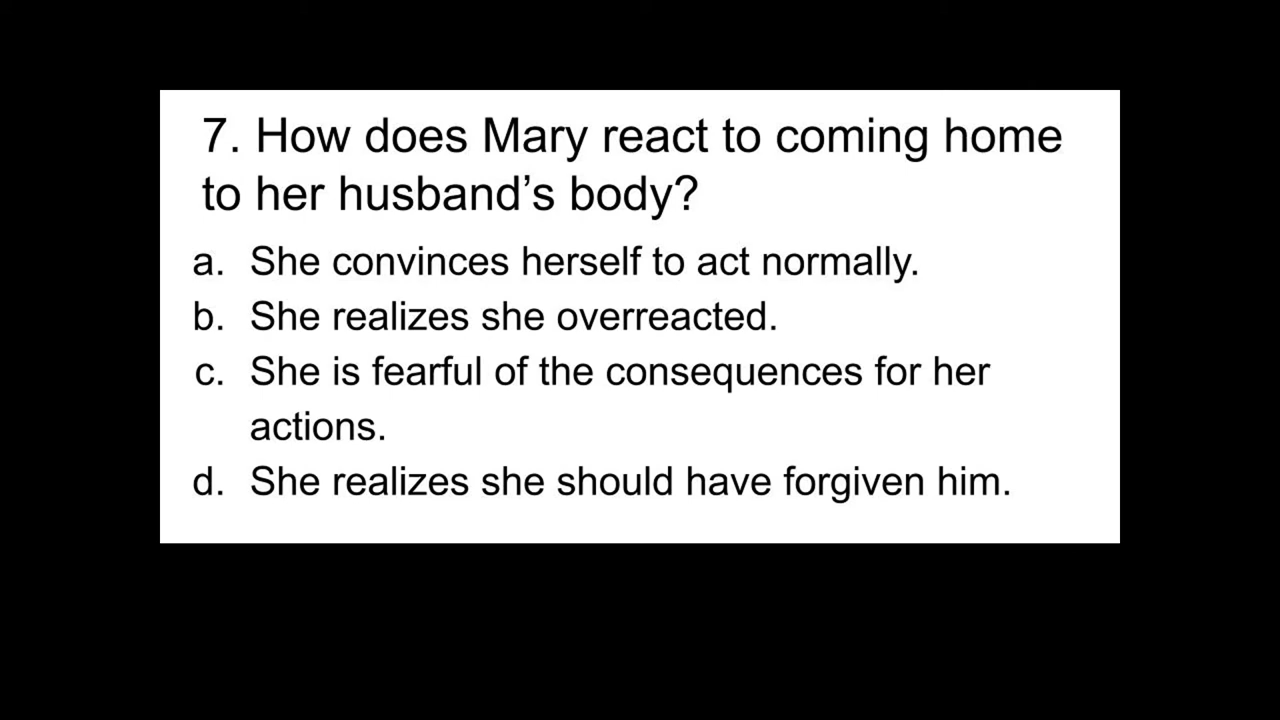 7. How does Mary react to coming home
to her husband’s body?
a. She convinces herself to act normally.
b. She realizes she overreacted.
c. She is fearful of the consequences for her
actions.
d. She realizes she should have forgiven him.